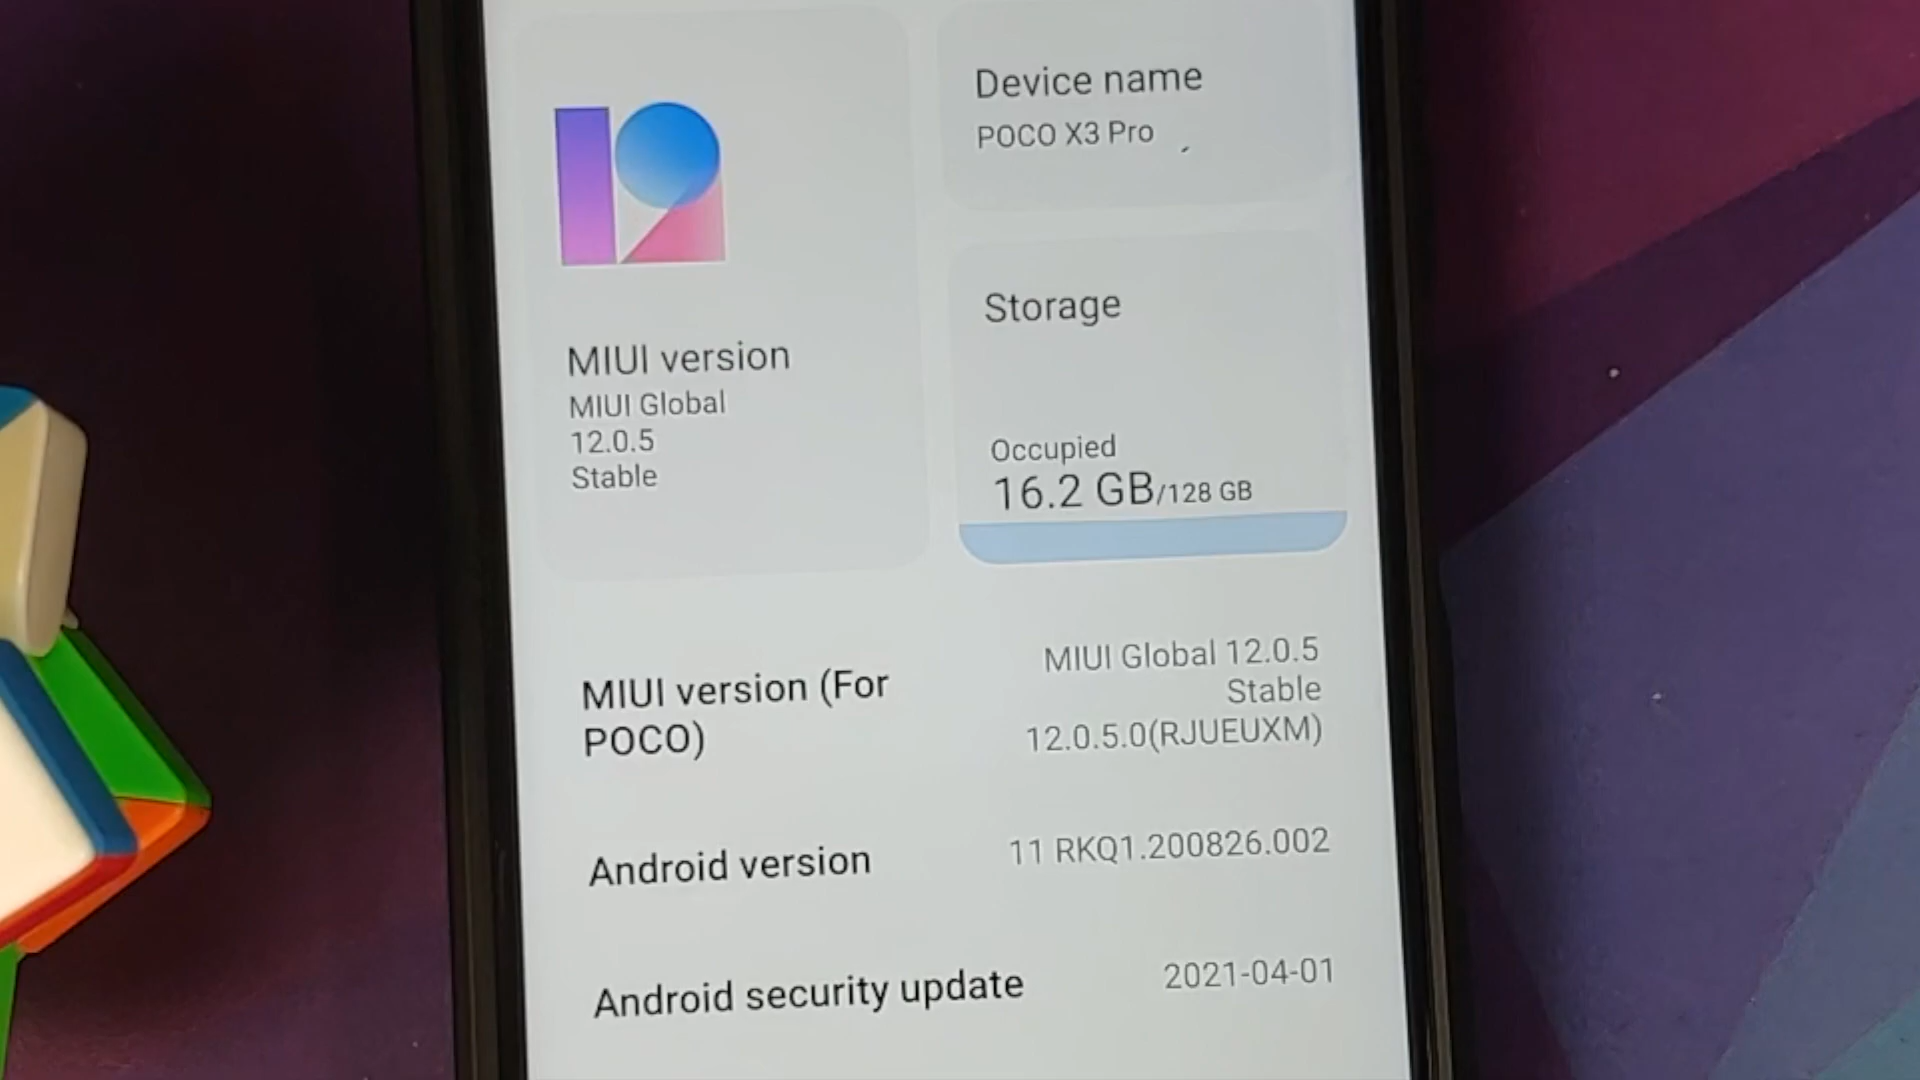 Device name
POCO X3 Pro
MIUI version
MIUI Global
12.0.5
Stable
Storage
Occupied
16.2 GB/128 GB
MIUI version (For
POCO)
MIUI Global 12.0.5
Stable
12.0.5.0(RJUEUXM)
Android version
11 RKQ1.200826.002
Android security update
2021-04-01